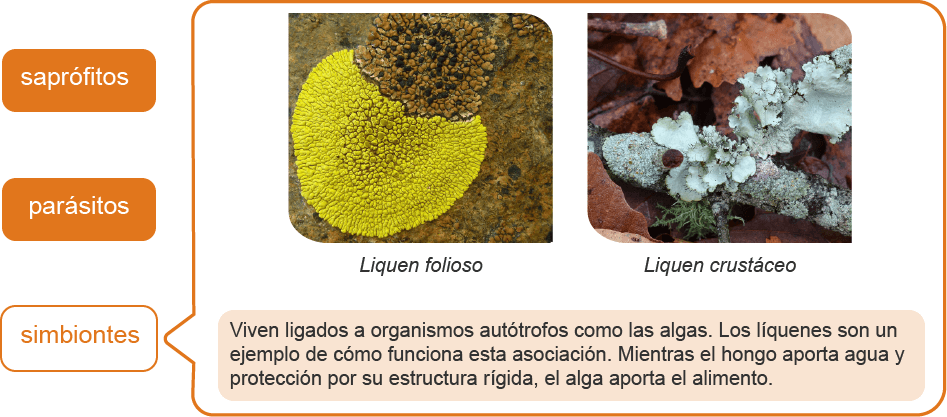 saprófitos
parásitos
simbiontes
Liquen folioso
Liquen crustáceo
Viven ligados a organismos autótrofos como las algas. Los líquenes son un
ejemplo de cómo funciona esta asociación. Mientras el hongo aporta agua y
protección por su estructura rígida, el alga aporta el alimento.